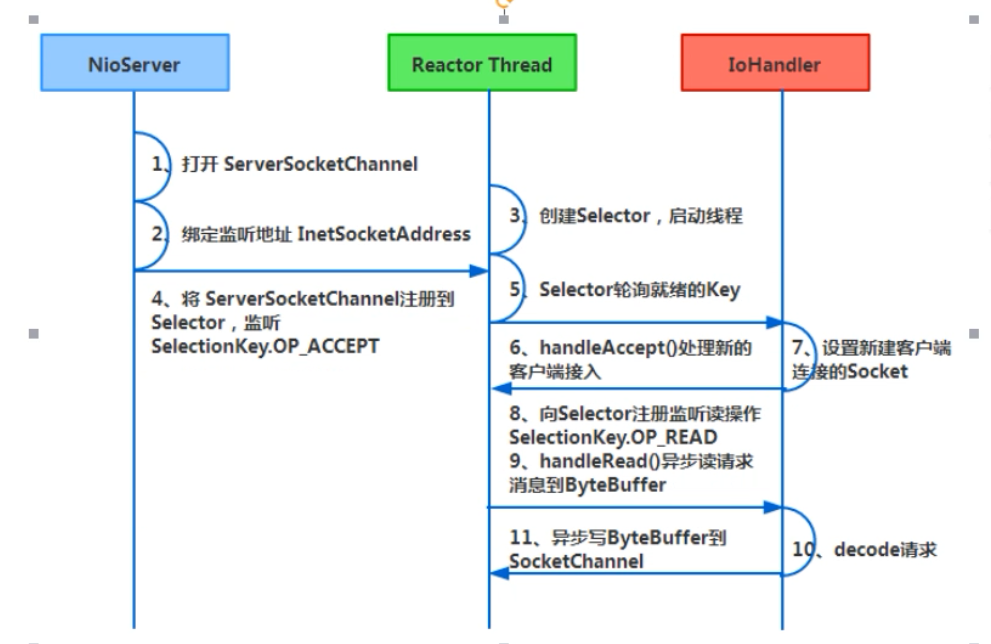 NioServer
Reactor Thread
IoHandler
1、打开 ServerSocketChannel
2、绑定监听地址 InetSocketAddress
3、创建Selector，启动线程
4、将 ServerSocketChannel注册到
Selector，监听
SelectionKey.OP_ACCEPT
5、Selector轮询就绪的Key
6、handleAccept()处理新的
客户端接入
7、设置新建客户端
连接的Socket
8、向Selector注册监听读操作
SelectionKey.OP_READ
9、handleRead()异步读请求
消息到ByteBuffer
10、decode请求
11、异步写ByteBuffer到
SocketChannel